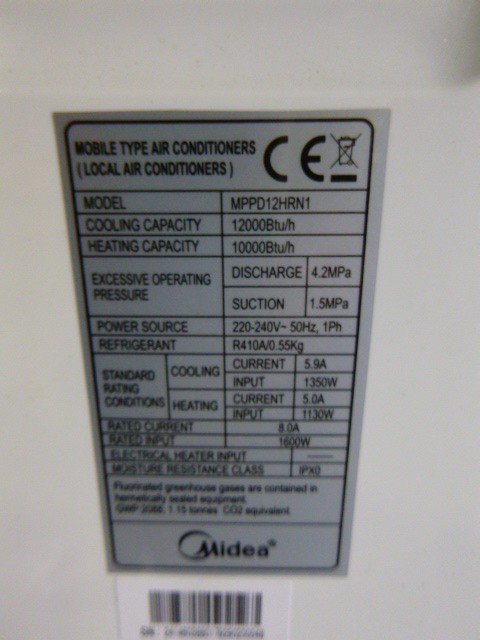 MOBILE TYPE AIR CONDITIONERS
( LOCAL AIR CONDITIONERS )
CE
MODEL MPPD12HRN1
COOLING CAPACITY 12000Btu/h
HEATING CAPACITY 10000Btu/h
EXCESSIVE OPERATING PRESSURE DISCHARGE 4.2MPa
SUCTION 1.5MPa
POWER SOURCE 220-240V~ 50Hz, 1Ph
REFRIGERANT R410A/0.55Kg
STANDARD RATING CONDITIONS COOLING CURRENT 5.9A
INPUT 1350W
HEATING CURRENT 5.0A
INPUT 1130W
RATED CURRENT 8.0A
RATED INPUT 1600W
ELECTRICAL HEATER INPUT ——
MOISTURE RESISTANCE CLASS IPX0
Fluorinated greenhouse gases are contained in
hermetically sealed equipment.
GWP 2088, 1.15 tonnes CO2 equivalent.
Midea®